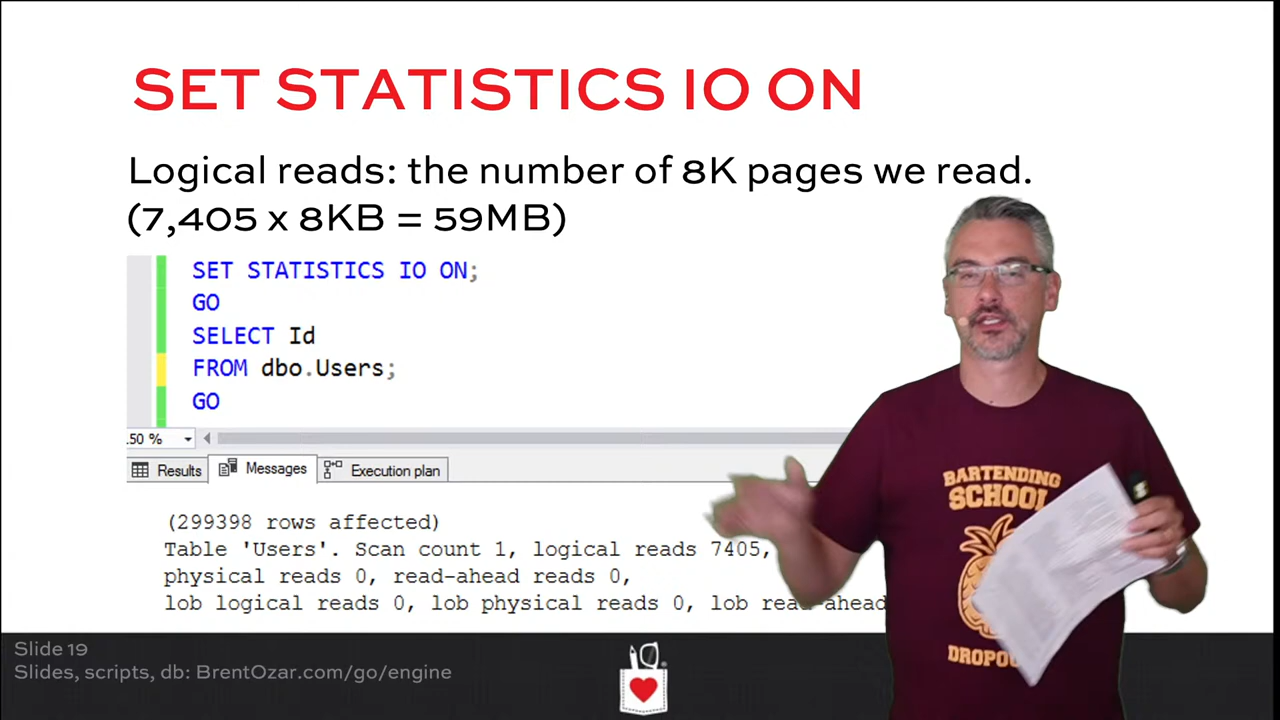 SET STATISTICS IO ON
Logical reads: the number of 8K pages we read.
(7,405 x 8KB = 59MB)
SET STATISTICS IO ON;
GO
SELECT Id
FROM dbo.Users;
GO
.50 %
Results Messages Execution plan
(299398 rows affected)
Table 'Users'. Scan count 1, logical reads 7405,
physical reads 0, read-ahead reads 0,
lob logical reads 0, lob physical reads 0, lob read-ahead
BARTENDING
SCHOOL
Slide 19
Slides, scripts, db: BrentOzar.com/go/engine